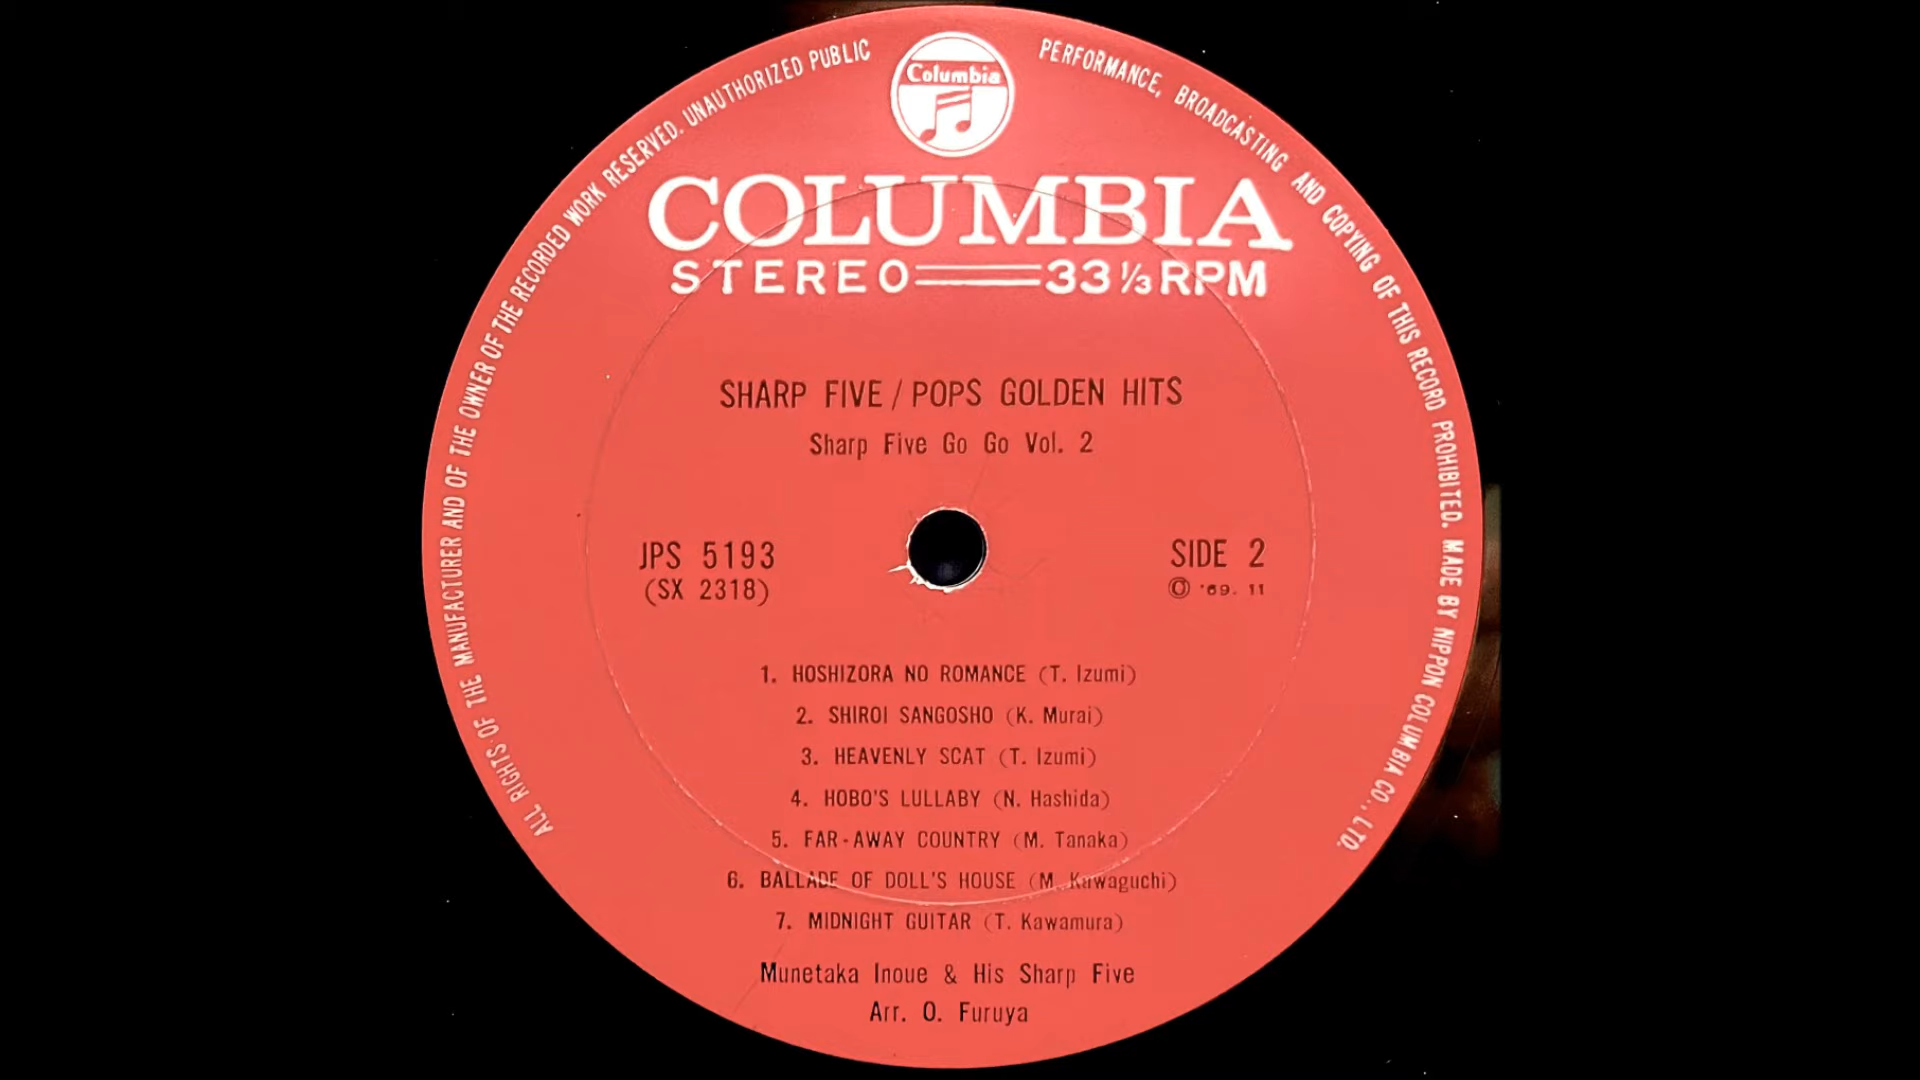 ALL RIGHTS OF THE MANUFACTURER AND OF THE OWNER OF THE RECORDED WORK RESERVED. UNAUTHORIZED PUBLIC PERFORMANCE, BROADCASTING AND COPYING OF THIS RECORD PROHIBITED. MADE BY NIPPON COLUMBIA CO., LTD.
Columbia
COLUMBIA
STEREO 33 1/3 RPM
SHARP FIVE / POPS GOLDEN HITS
Sharp Five Go Go Vol. 2
JPS 5193 SIDE 2
(SX 2318) Ⓒ '69. 11
1. HOSHIZORA NO ROMANCE (T. Izumi)
2. SHIROI SANGOSHO (K. Murai)
3. HEAVENLY SCAT (T. Izumi)
4. HOBO'S LULLABY (N. Hashida)
5. FAR-AWAY COUNTRY (M. Tanaka)
6. BALLADE OF DOLL'S HOUSE (M. Kawaguchi)
7. MIDNIGHT GUITAR (T. Kawamura)
Munetaka Inoue & His Sharp Five
Arr. O. Furuya